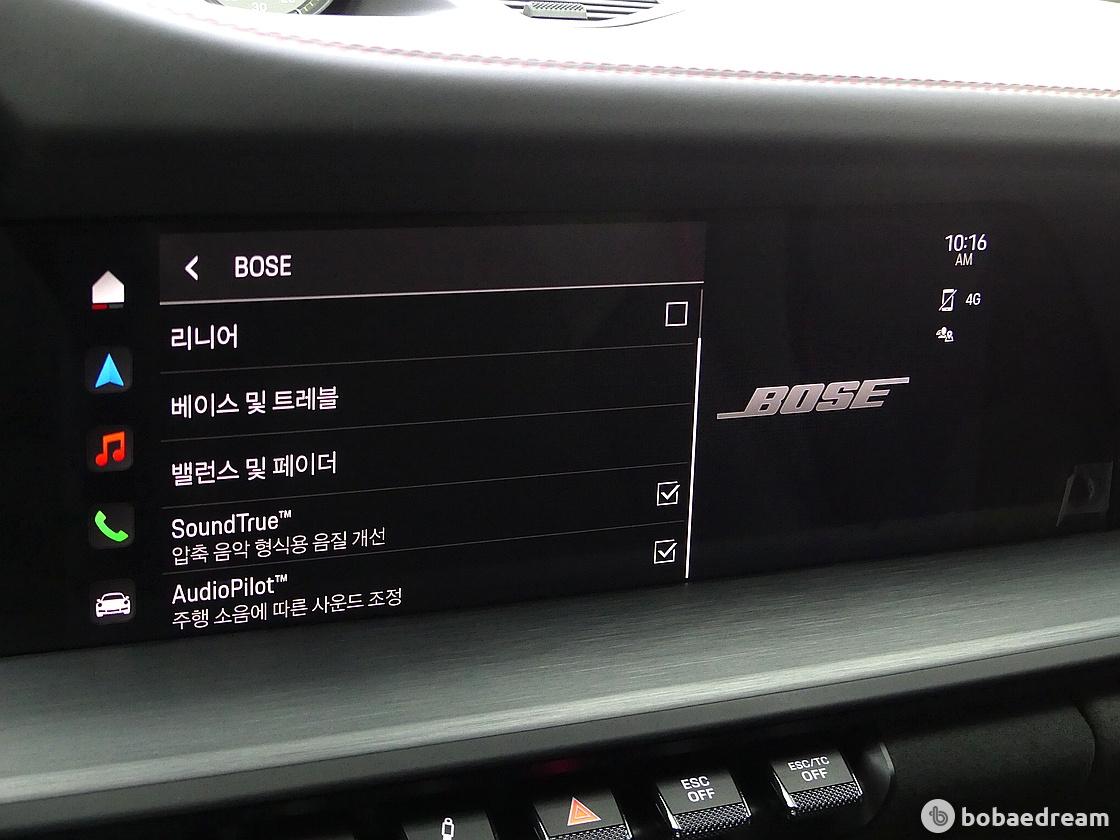 BOSE
리니어
베이스 및 트레블
밸런스 및 페이더
SoundTrue™
압축 음악 형식용 음질 개선
AudioPilot™
주행 소음에 따른 사운드 조정
10:16
AM
4G
BOSE
ESC
OFF
ESC/TC
OFF
bobaedream